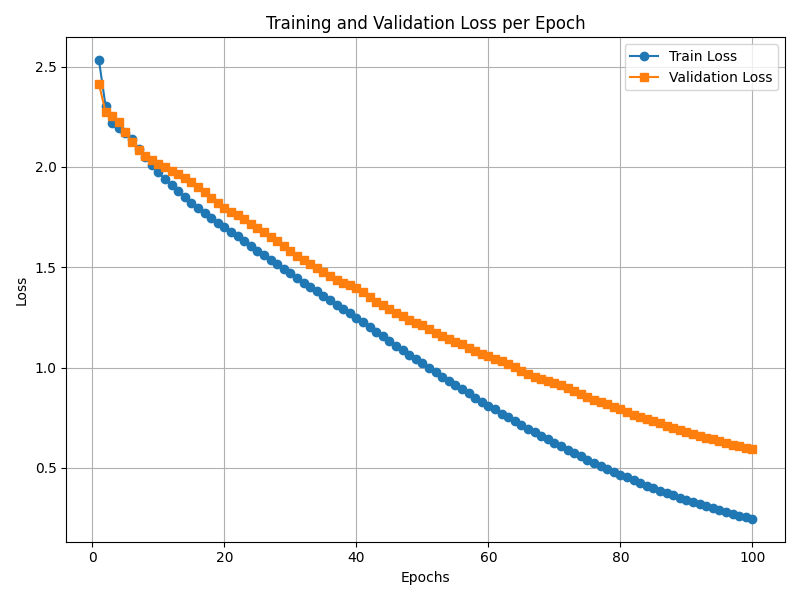 Training and Validation Loss per Epoch
Train Loss
Validation Loss
2.5
2.0
1.5
1.0
0.5
Loss
0 20 40 60 80 100
Epochs